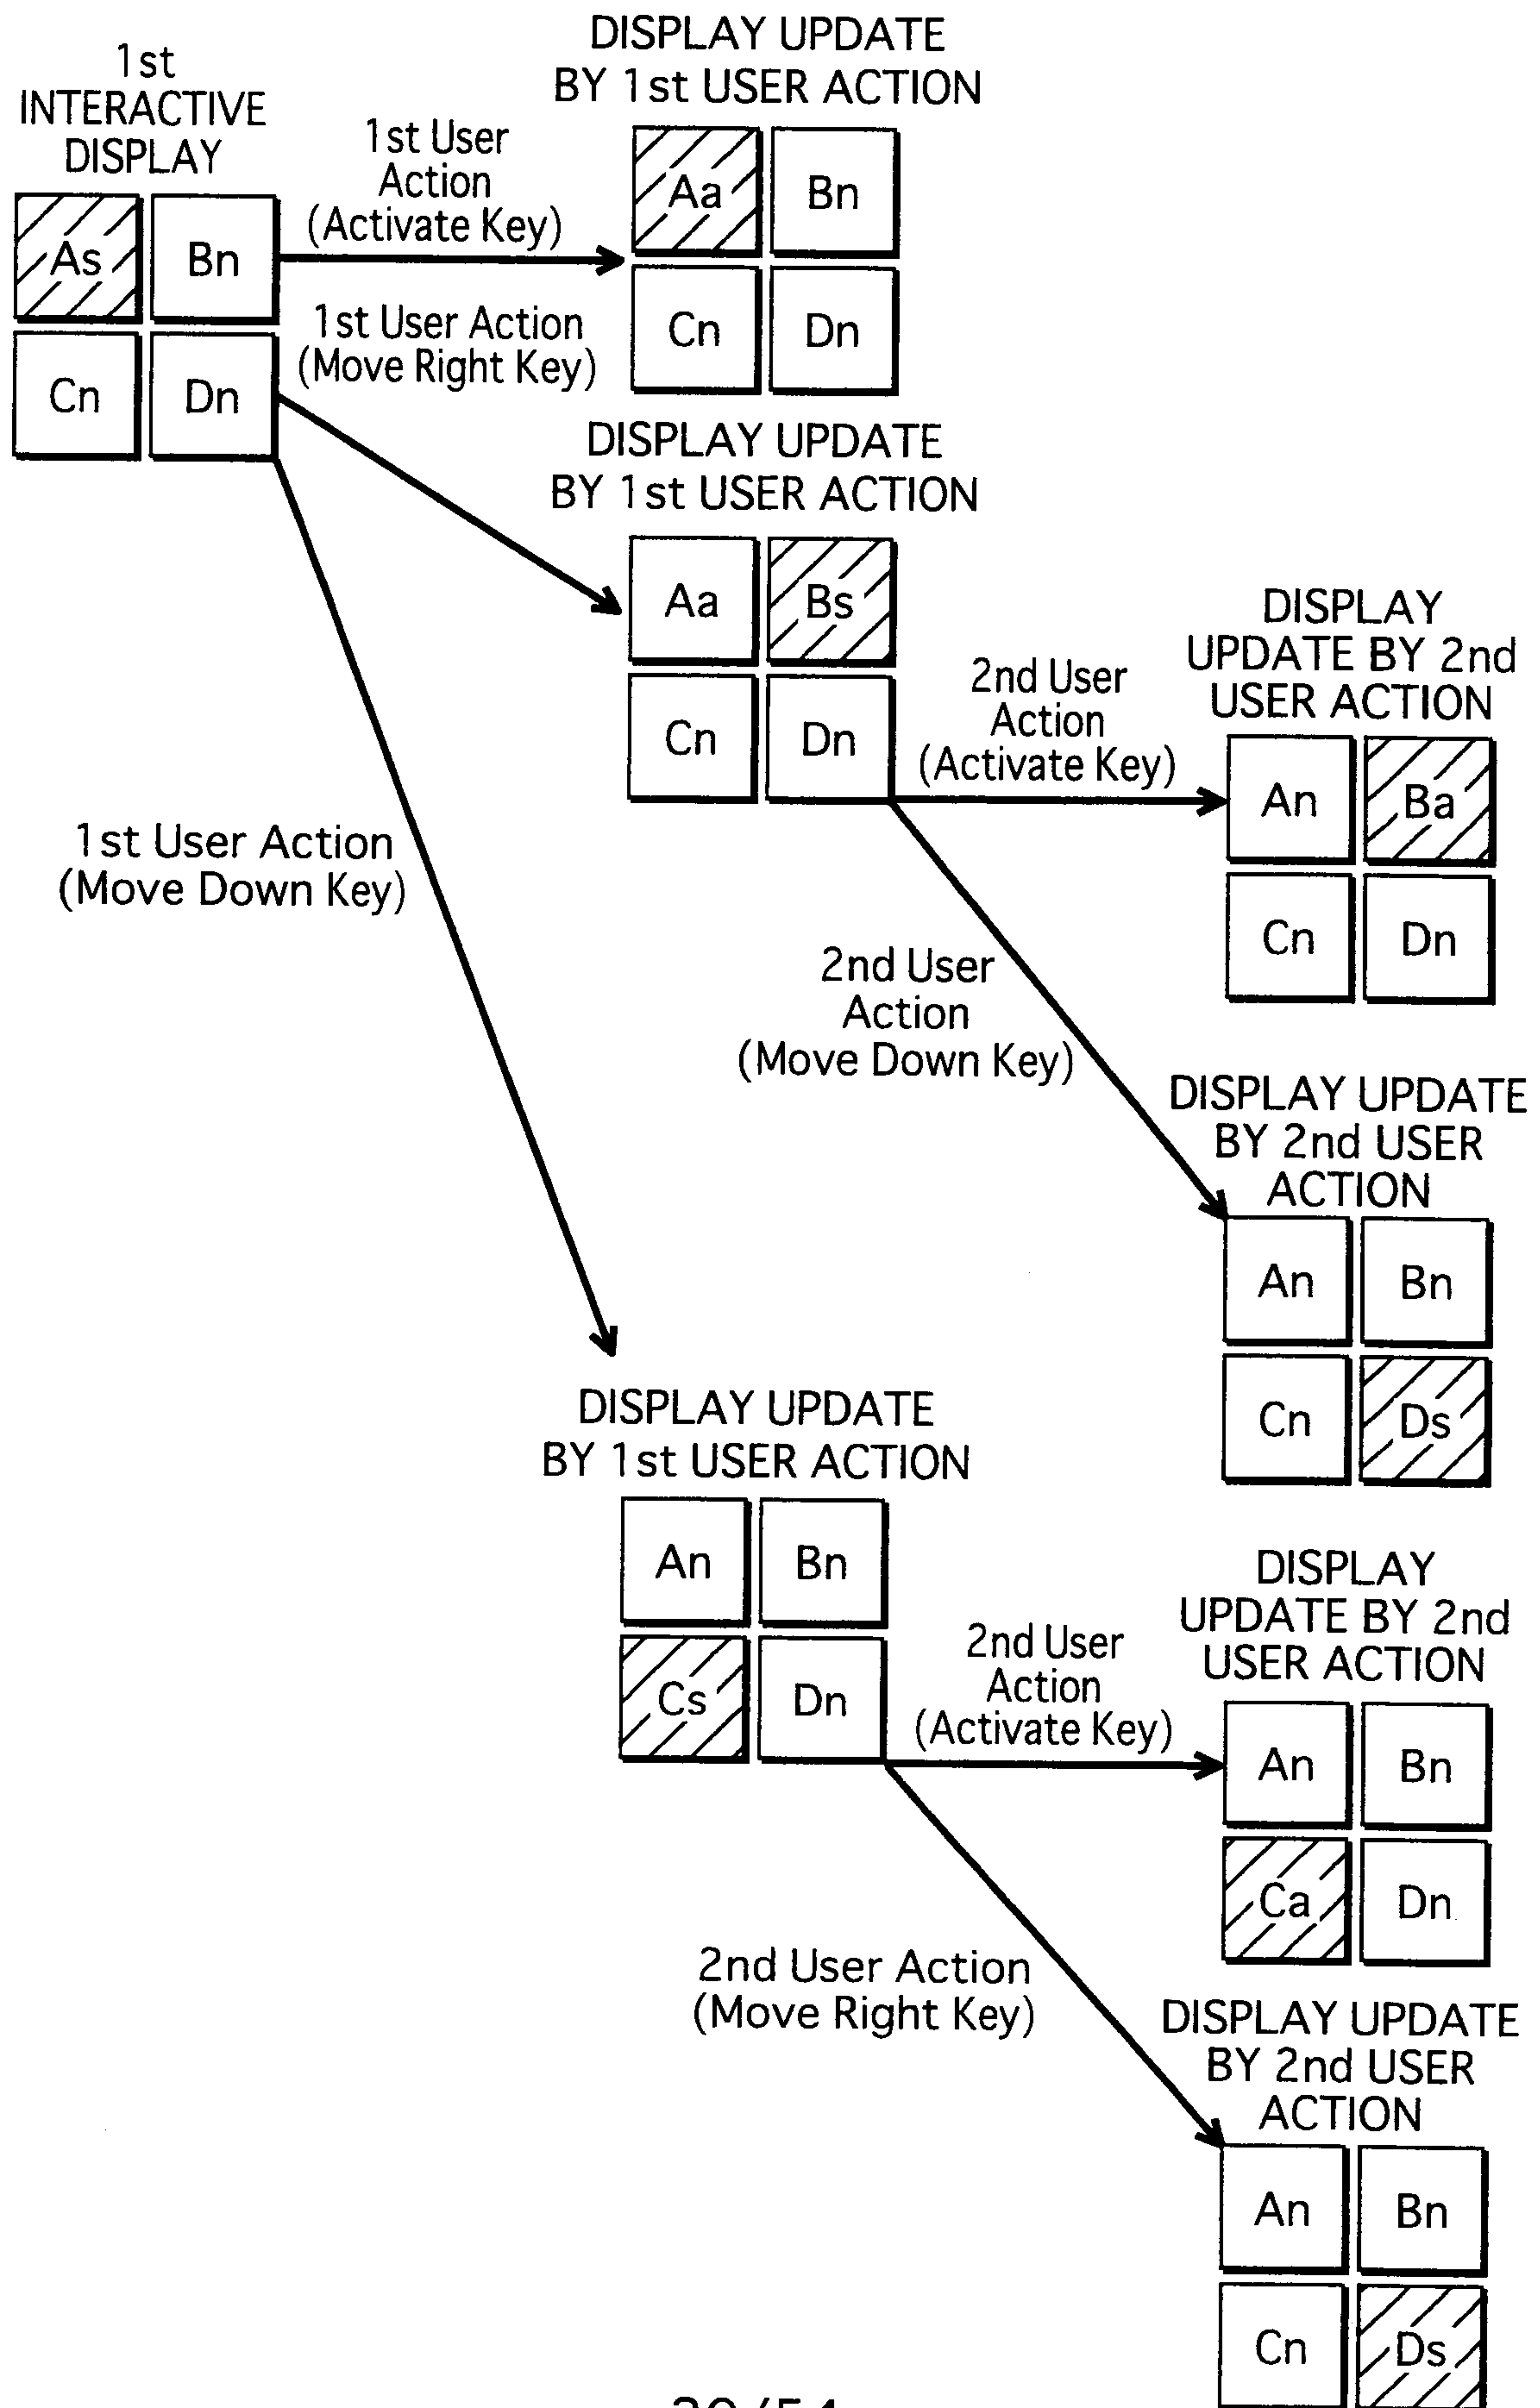 1st
INTERACTIVE
DISPLAY
As Bn
Cn Dn
1st User
Action
(Activate Key)
DISPLAY UPDATE
BY 1st USER ACTION
Aa Bn
Cn Dn
1st User Action
(Move Right Key)
DISPLAY UPDATE
BY 1st USER ACTION
Aa Bs
Cn Dn
2nd User
Action
(Activate Key)
DISPLAY
UPDATE BY 2nd
USER ACTION
An Ba
Cn Dn
2nd User
Action
(Move Down Key)
DISPLAY UPDATE
BY 2nd USER
ACTION
An Bn
Cn Ds
1st User Action
(Move Down Key)
DISPLAY UPDATE
BY 1st USER ACTION
An Bn
Cs Dn
2nd User
Action
(Activate Key)
DISPLAY
UPDATE BY 2nd
USER ACTION
An Bn
Ca Dn
2nd User Action
(Move Right Key)
DISPLAY UPDATE
BY 2nd USER
ACTION
An Bn
Cn Ds